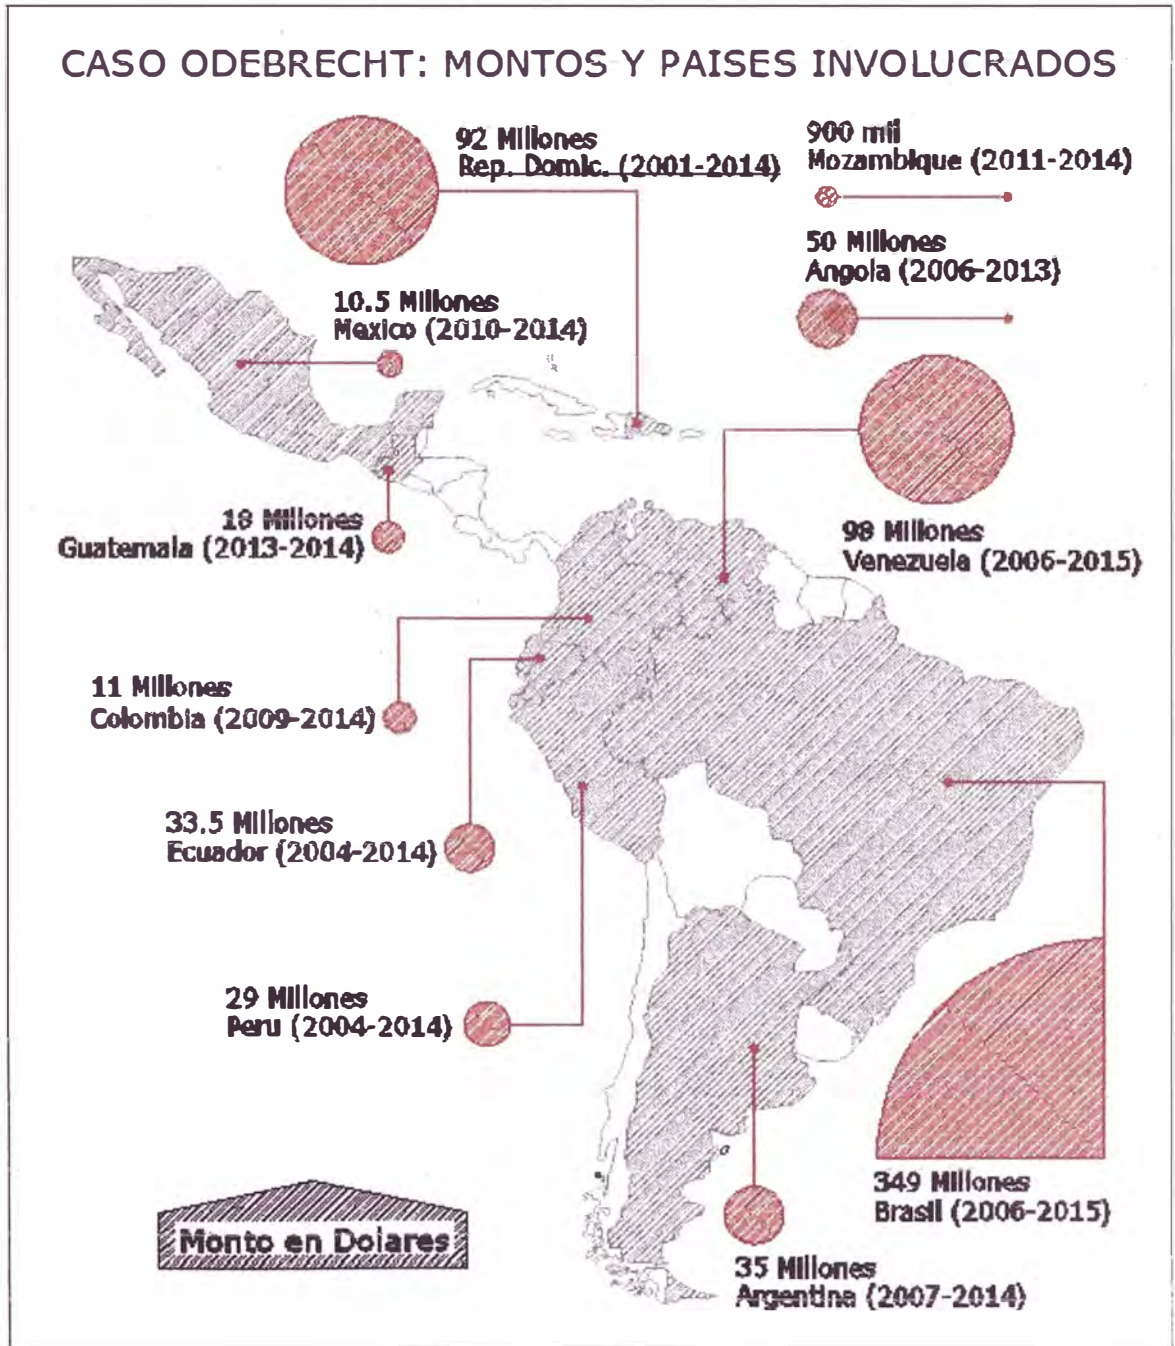 CASO ODEBRECHT: MONTOS Y PAISES INVOLUCRADOS
92 Millones
Rep. Domic. (2001-2014)
900 mil
Mozambique (2011-2014)
50 Millones
Angola (2006-2013)
10.5 Millones
Mexico (2010-2014)
98 Millones
Venezuela (2006-2015)
18 Millones
Guatemala (2013-2014)
11 Millones
Colombia (2009-2014)
33.5 Millones
Ecuador (2004-2014)
29 Millones
Peru (2004-2014)
349 Millones
Brasil (2006-2015)
35 Millones
Argentina (2007-2014)
Monto en Dolares